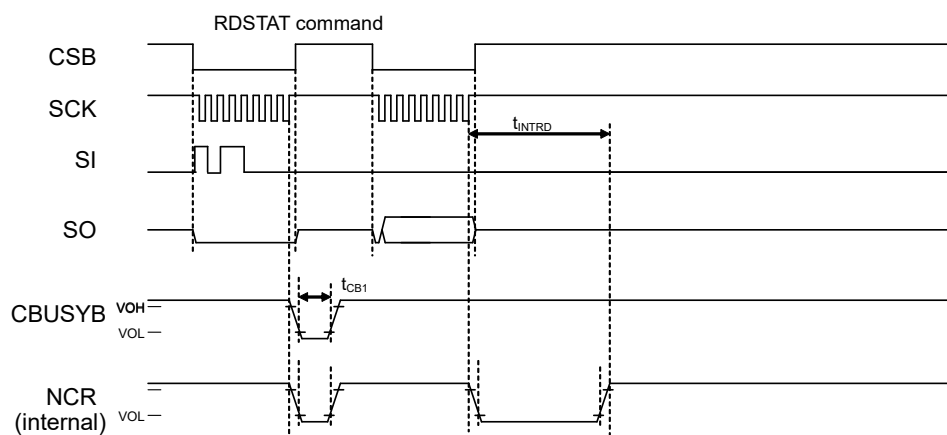 RDSTAT command
CSB
SCK
tINTRD
SI
SO
tCB1
CBUSYB
VOH
VOL
NCR
(internal)
VOL